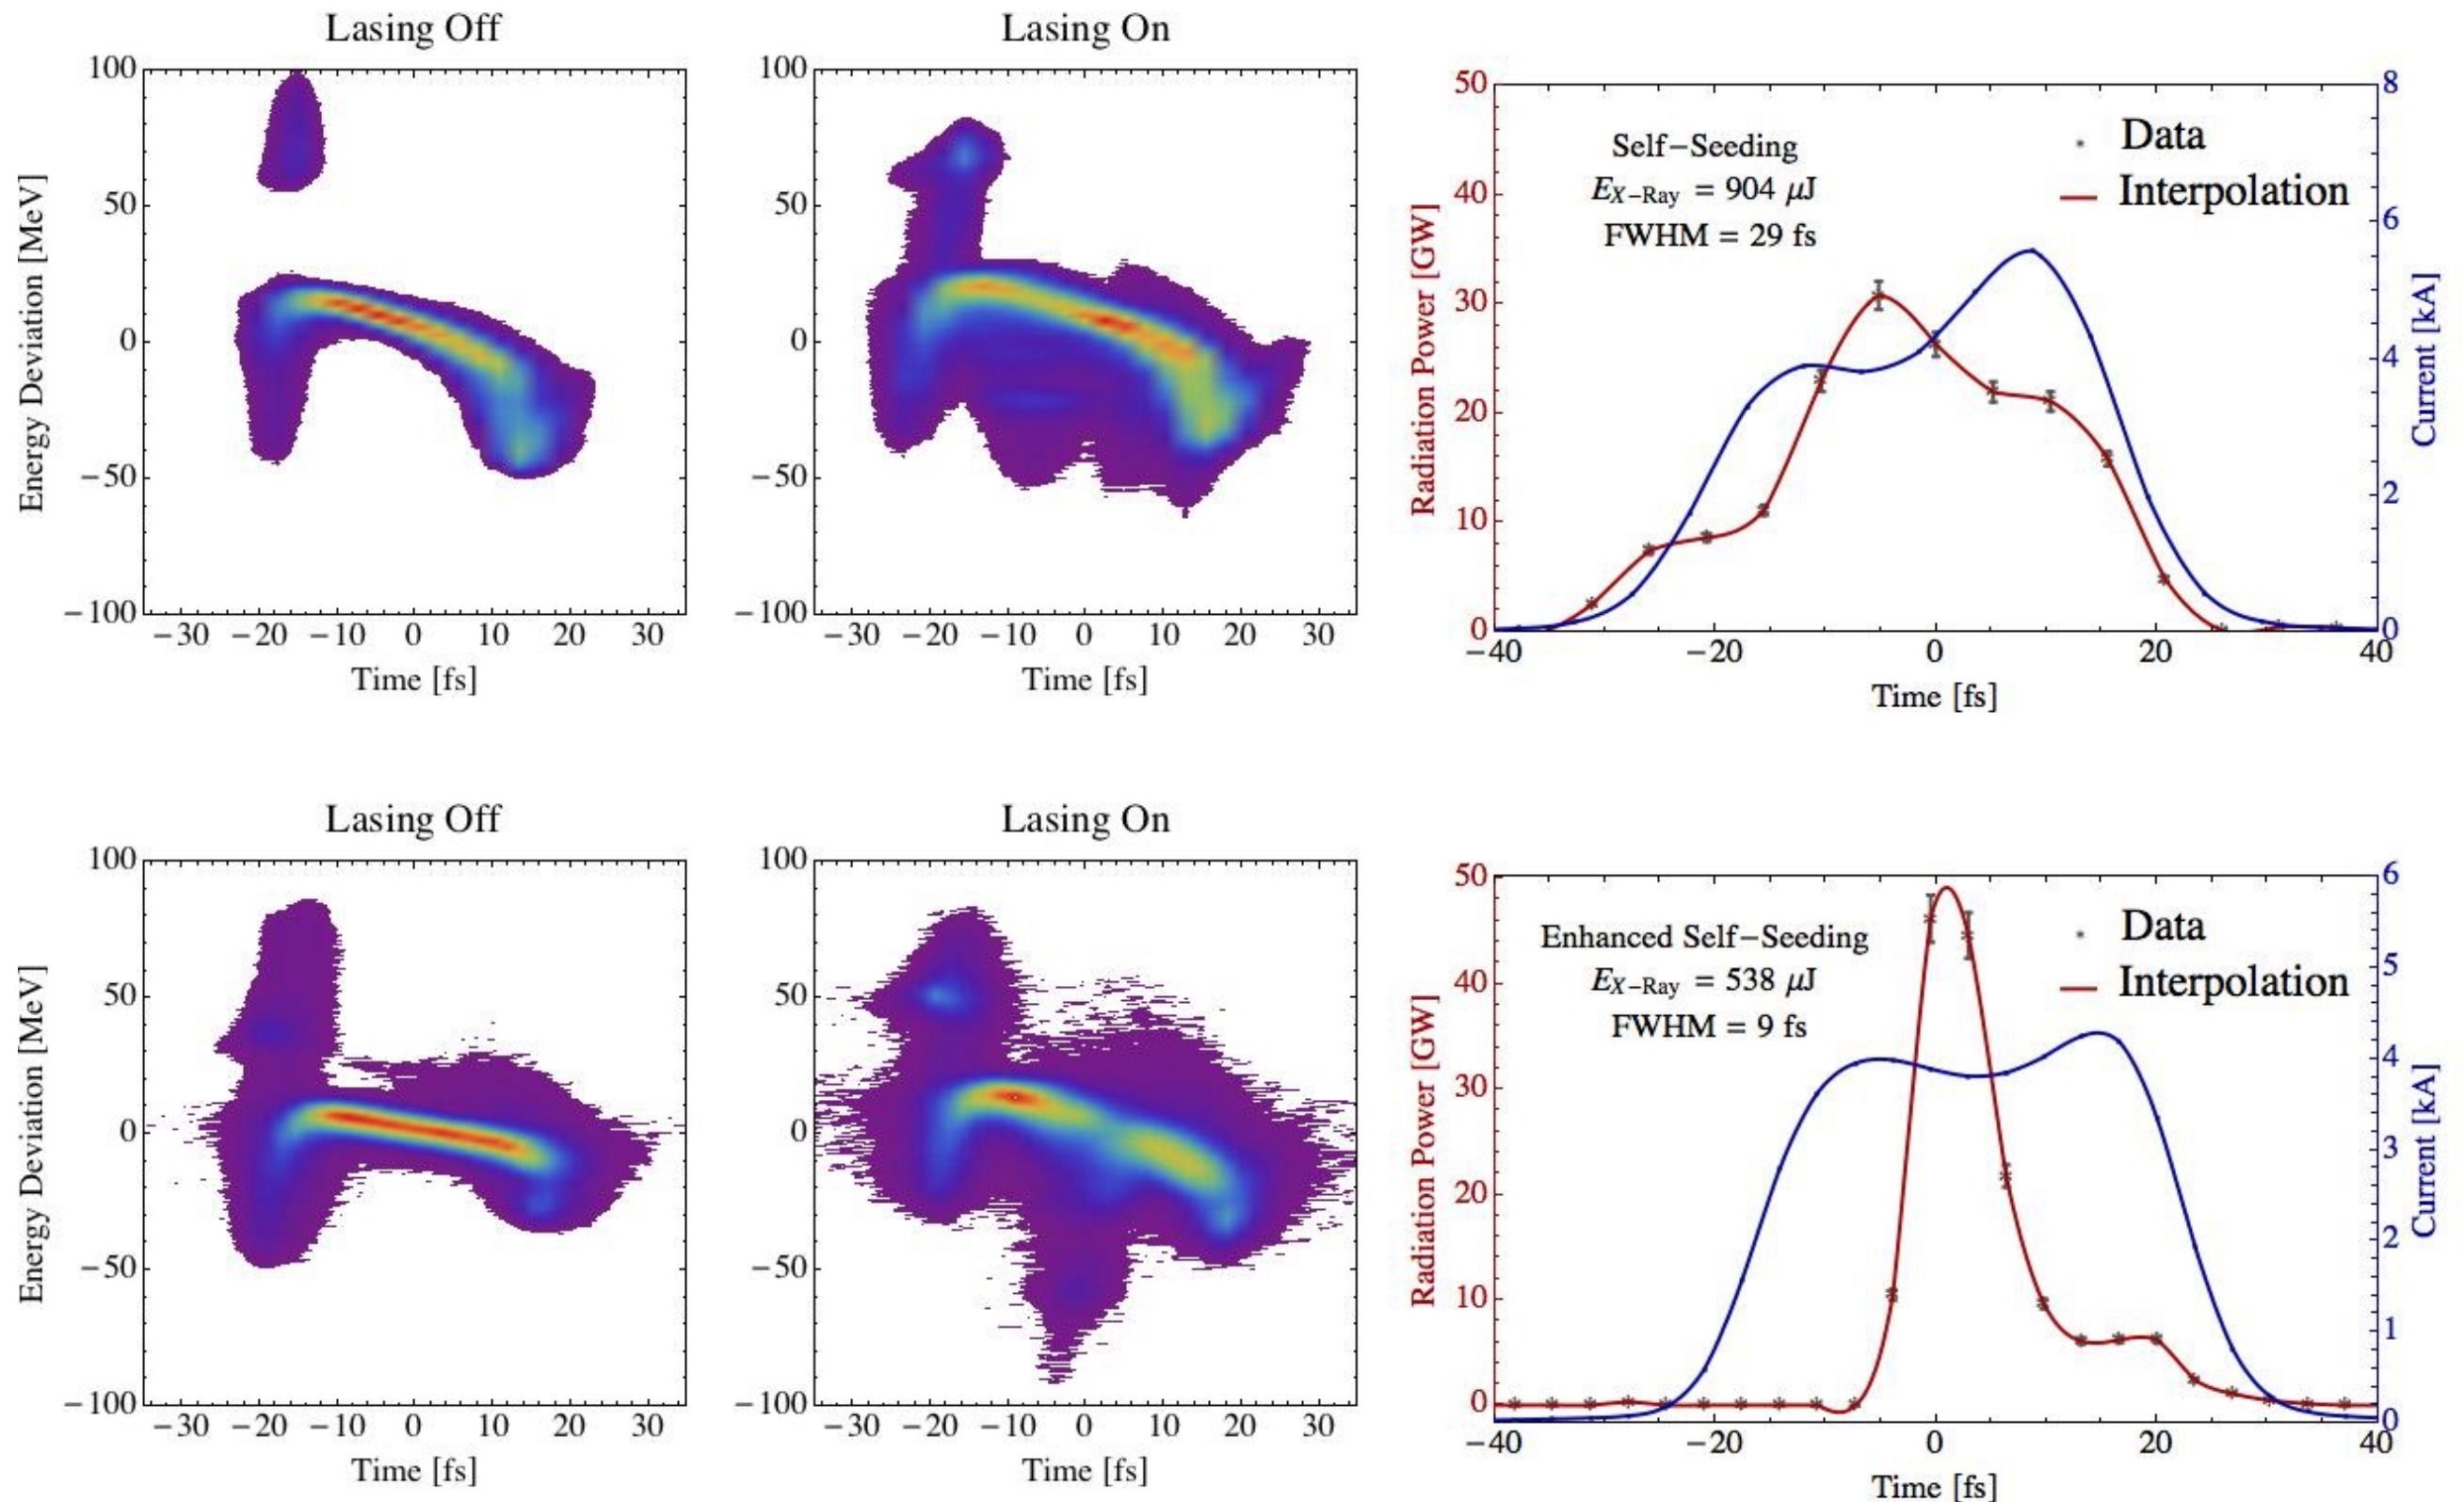 Lasing Off
Energy Deviation [MeV]
100
50
0
−50
−100
−30 −20 −10 0 10 20 30
Time [fs]
Lasing On
100
50
0
−50
−100
−30 −20 −10 0 10 20 30
Time [fs]
Radiation Power [GW]
50
40
30
20
10
0
Self−Seeding
E X−Ray = 904 μJ
FWHM = 29 fs
Data
Interpolation
8
6
4
2
0
Current [kA]
−40 −20 0 20 40
Time [fs]
Lasing Off
Energy Deviation [MeV]
100
50
0
−50
−100
−30 −20 −10 0 10 20 30
Time [fs]
Lasing On
100
50
0
−50
−100
−30 −20 −10 0 10 20 30
Time [fs]
Radiation Power [GW]
50
40
30
20
10
0
Enhanced Self−Seeding
E X−Ray = 538 μJ
FWHM = 9 fs
Data
Interpolation
6
5
4
3
2
1
0
Current [kA]
−40 −20 0 20 40
Time [fs]